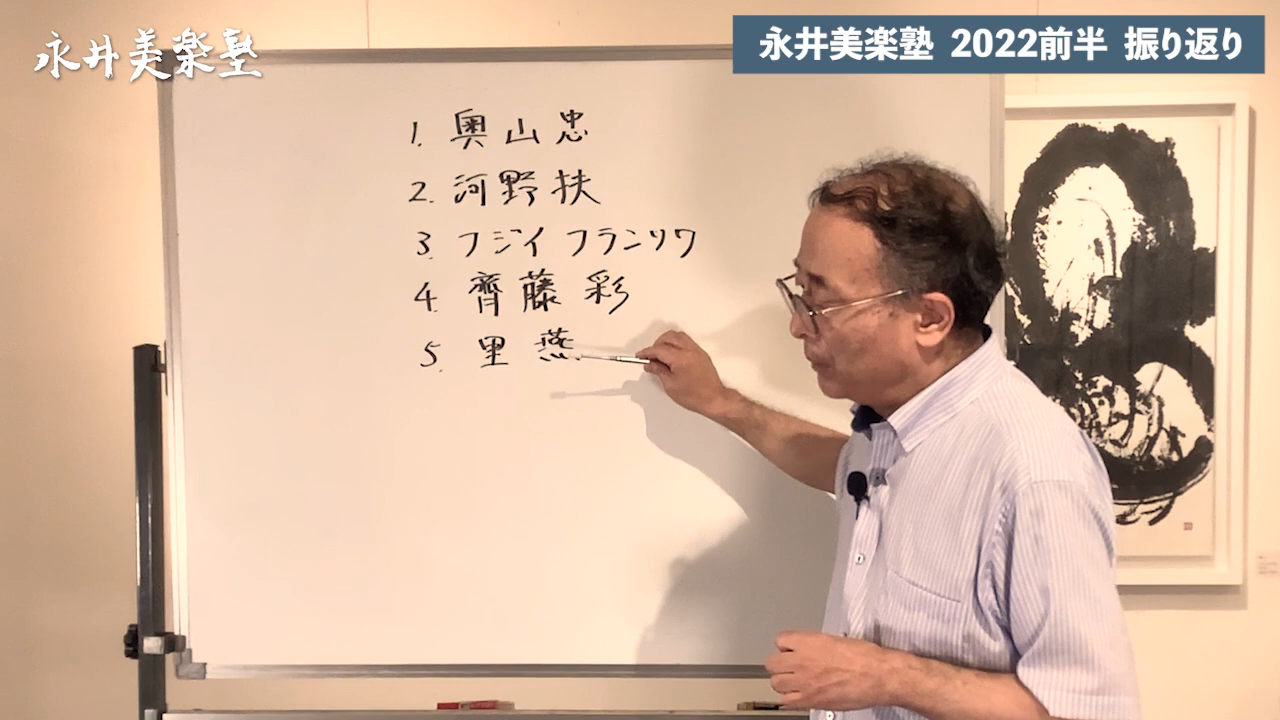 永井美楽塾
永井美楽塾 2022前半 振り返り
1. 奥山忠
2. 河野扶
3. フジイフランソワ
4. 齊藤彩
5. 里燕